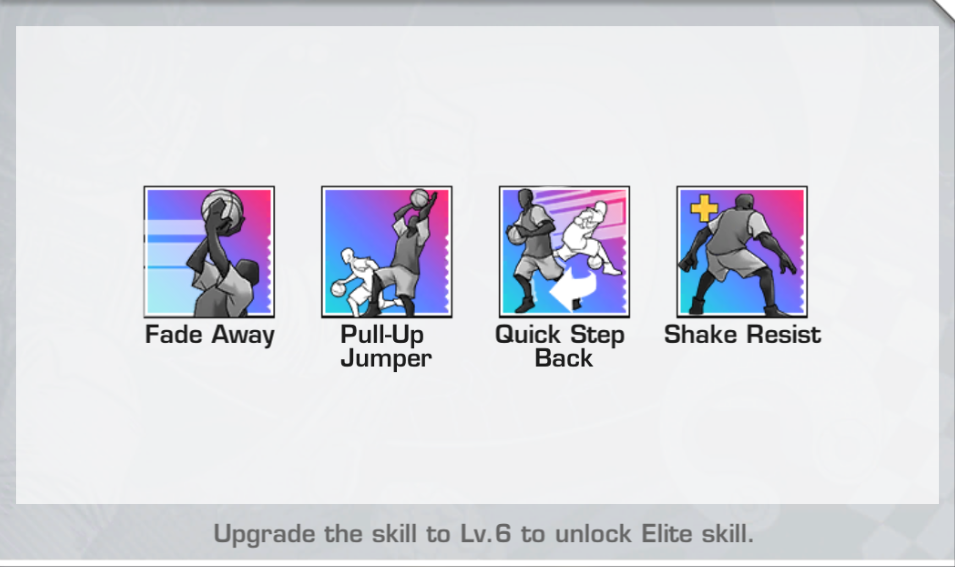 Fade Away
Pull-Up
Jumper
Quick Step
Back
Shake Resist
Upgrade the skill to Lv.6 to unlock Elite skill.